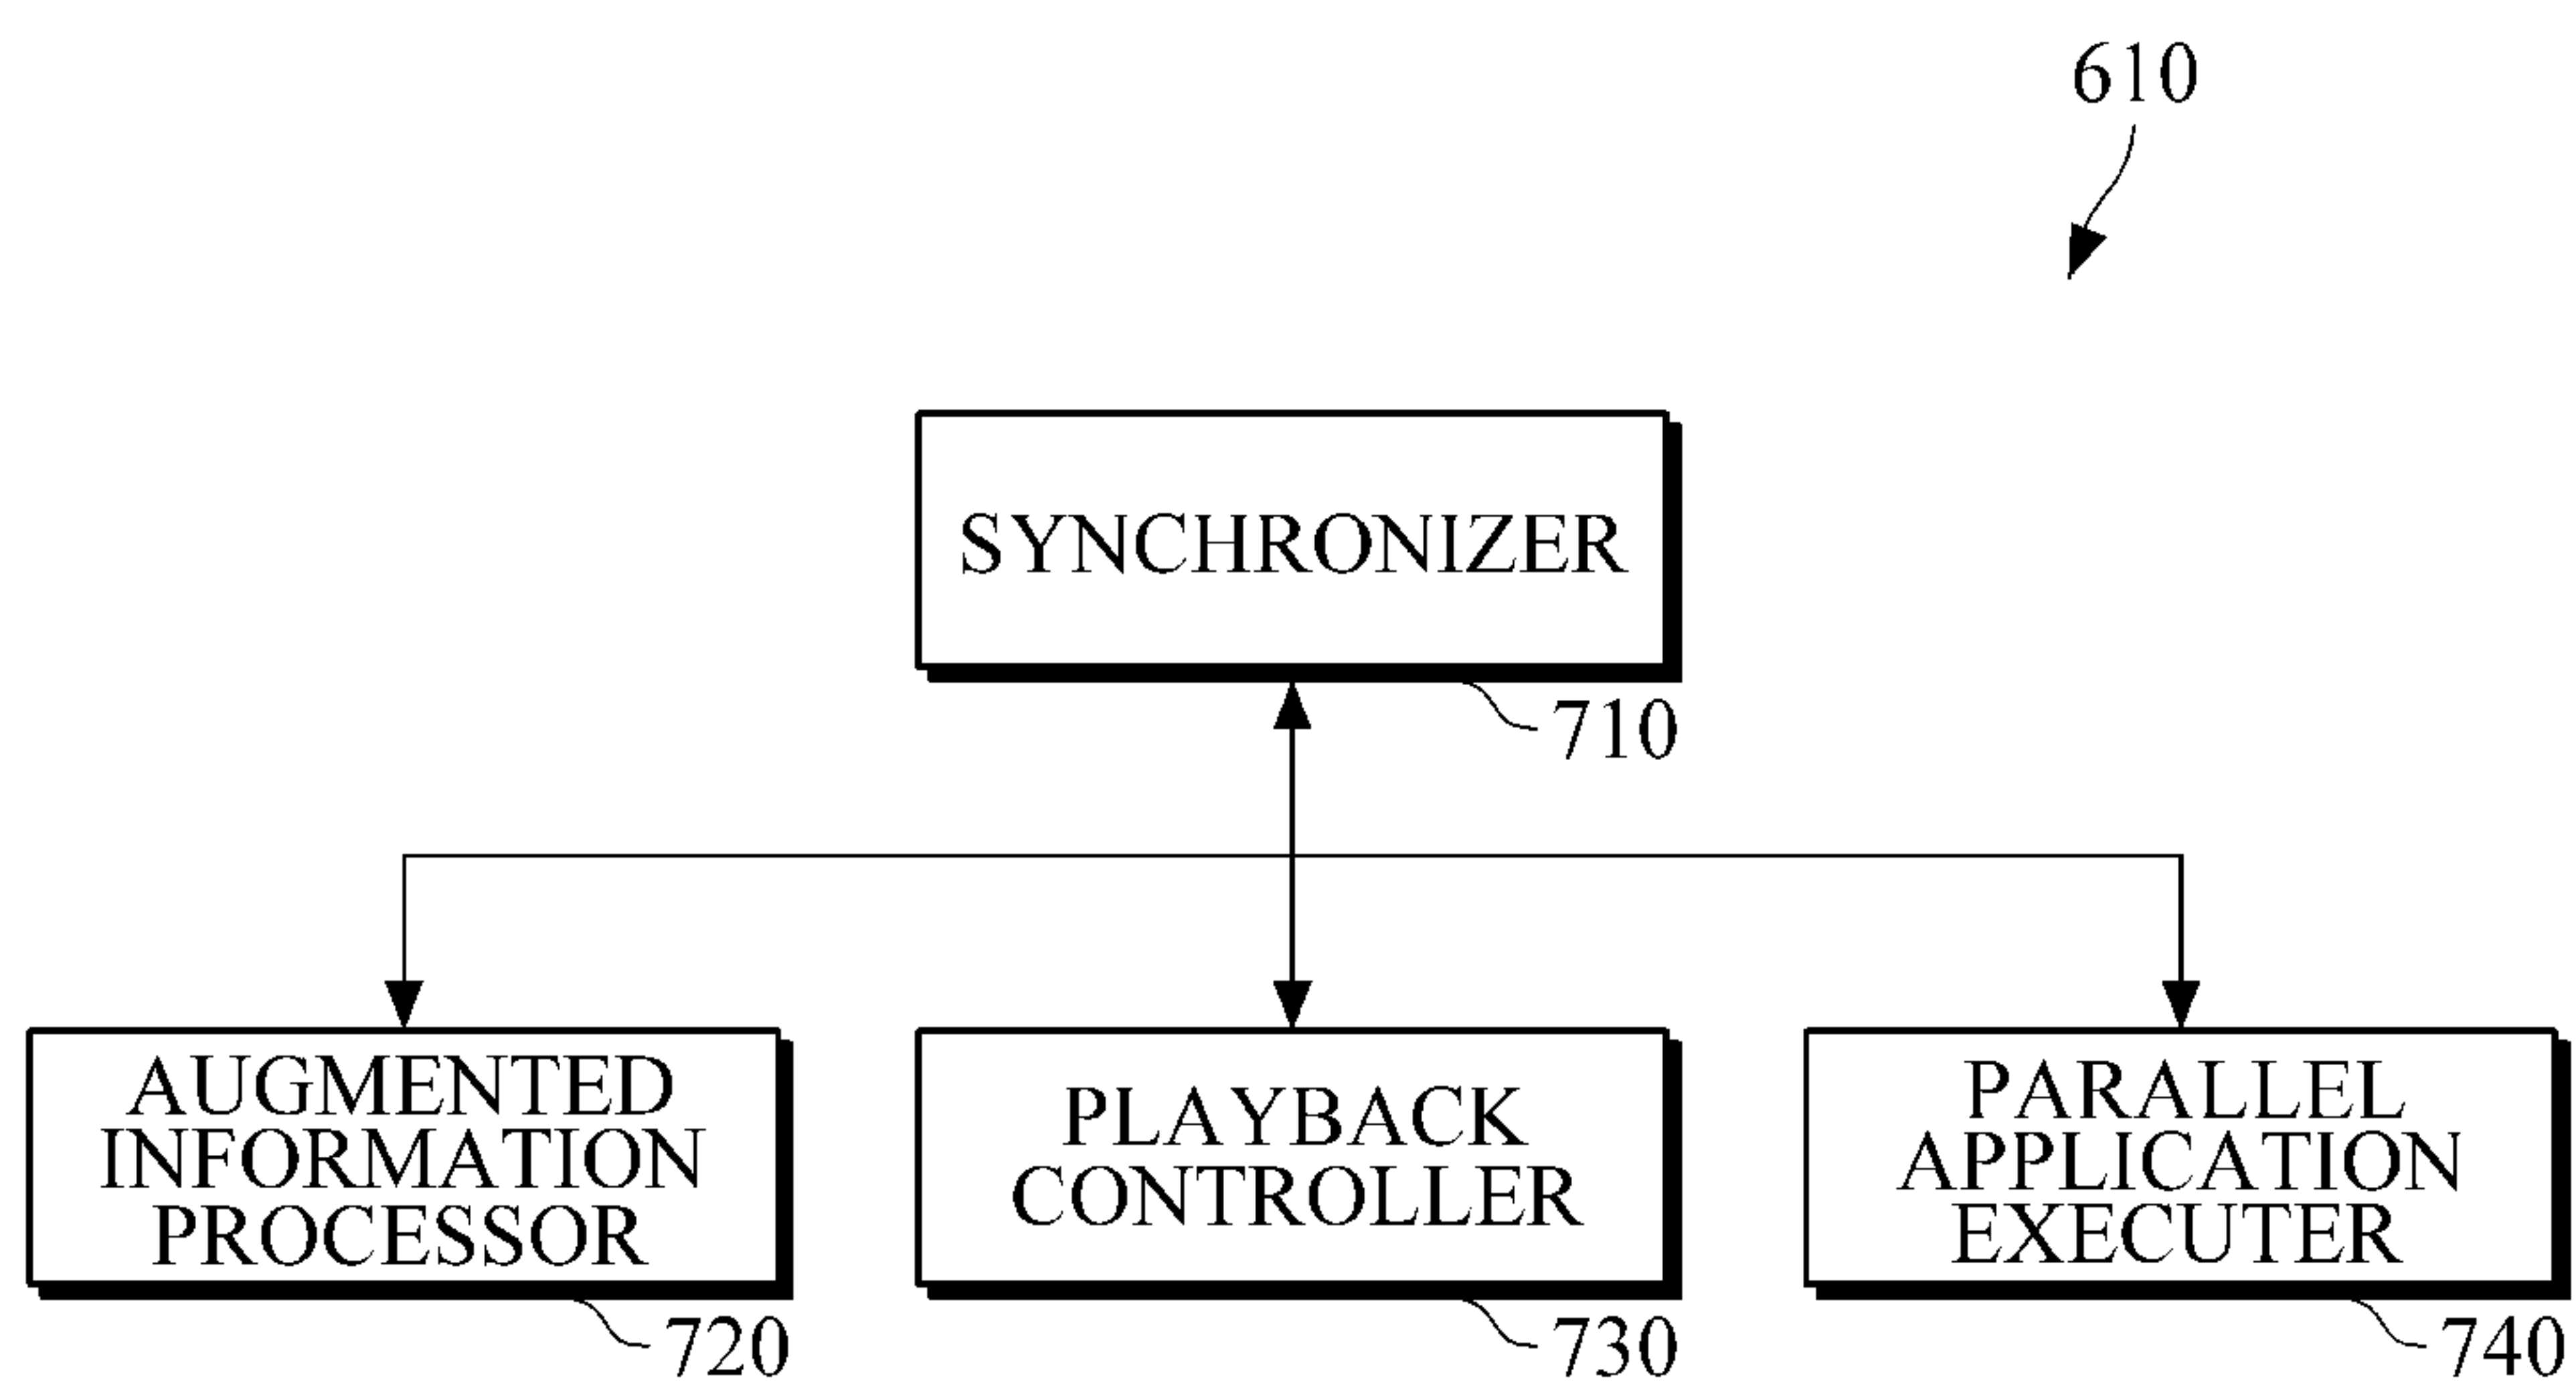 610
SYNCHRONIZER
710
AUGMENTED
INFORMATION
PROCESSOR
720
PLAYBACK
CONTROLLER
730
PARALLEL
APPLICATION
EXECUTER
740